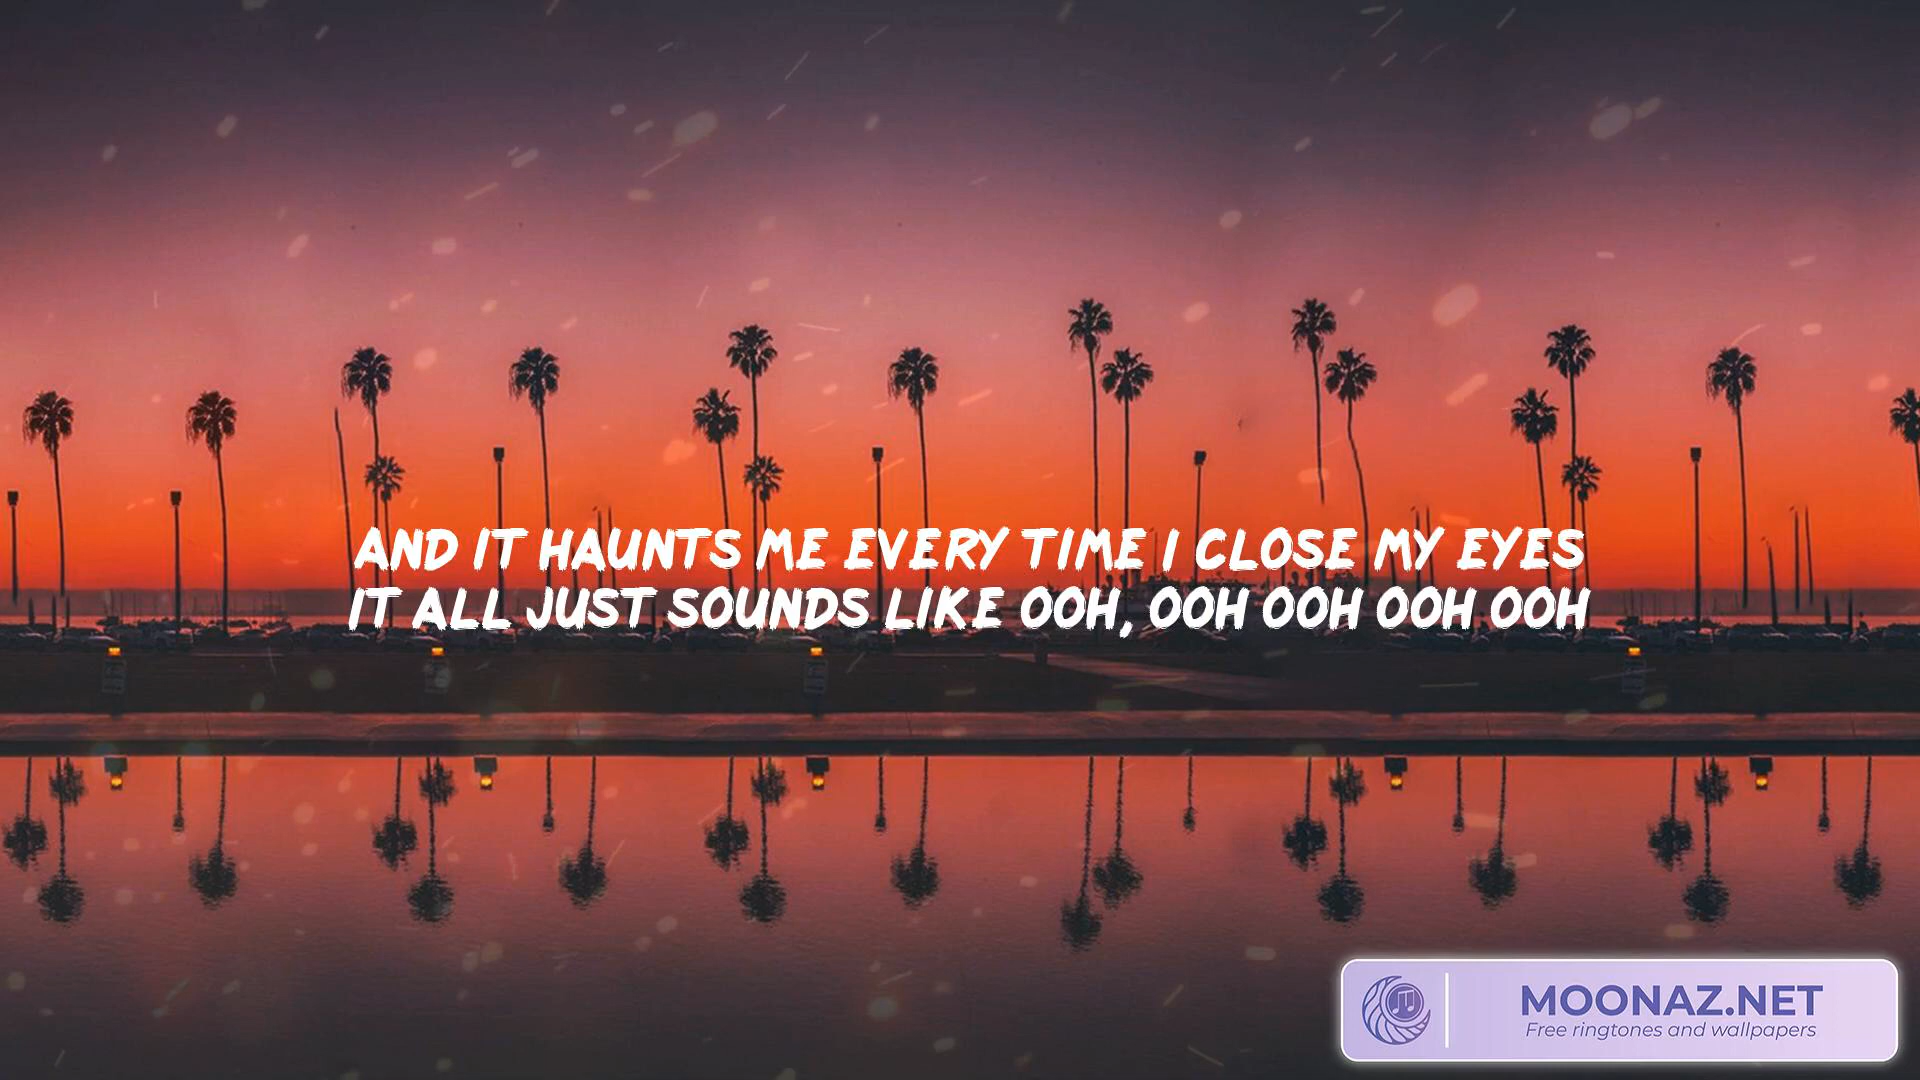 AND IT HAUNTS ME EVERY TIME I CLOSE MY EYES
IT ALL JUST SOUNDS LIKE OOH, OOH OOH OOH OOH
MOONAZ.NET
Free ringtones and wallpapers